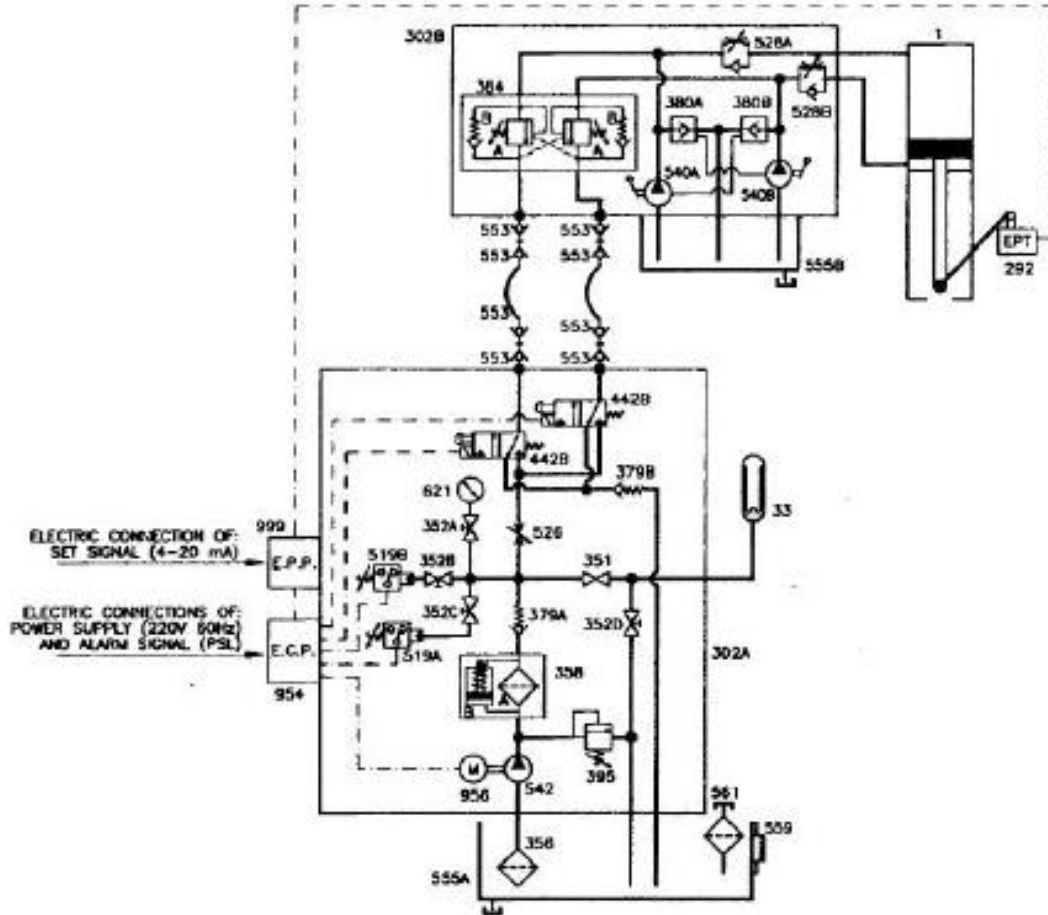 302B
528A
1
364
380A
380B
528B
B
B
A
A
540A
540B
EPT
292
553
553
553
553
555B
553
553
553
553
442B
442B
379B
621
33
352A
526
ELECTRIC CONNECTION OF:
SET SIGNAL (4-20 mA)
999
E.P.P.
519B
352B
351
ELECTRIC CONNECTIONS OF:
POWER SUPPLY (220V 60Hz)
AND ALARM SIGNAL (PSL)
E.C.P.
954
352C
379A
352D
519A
302A
358
A
B
M
956
542
395
561
559
356
555A